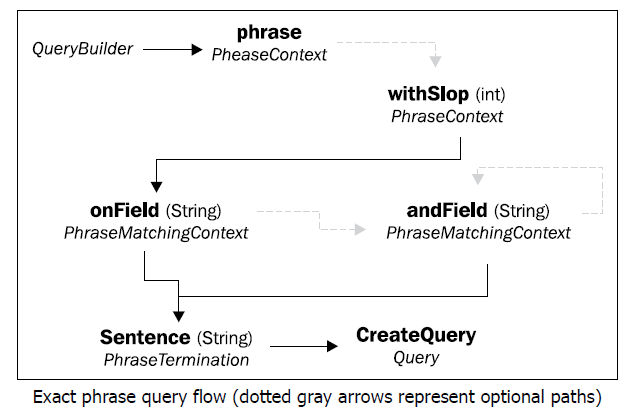 phrase
QueryBuilder
PheaseContext
withSlop (int)
PhraseContext
onField (String)
andField (String)
PhraseMatchingContext
PhraseMatchingContext
Sentence (String)
CreateQuery
PhraseTermination
Query
Exact phrase query flow (dotted gray arrows represent optional paths)